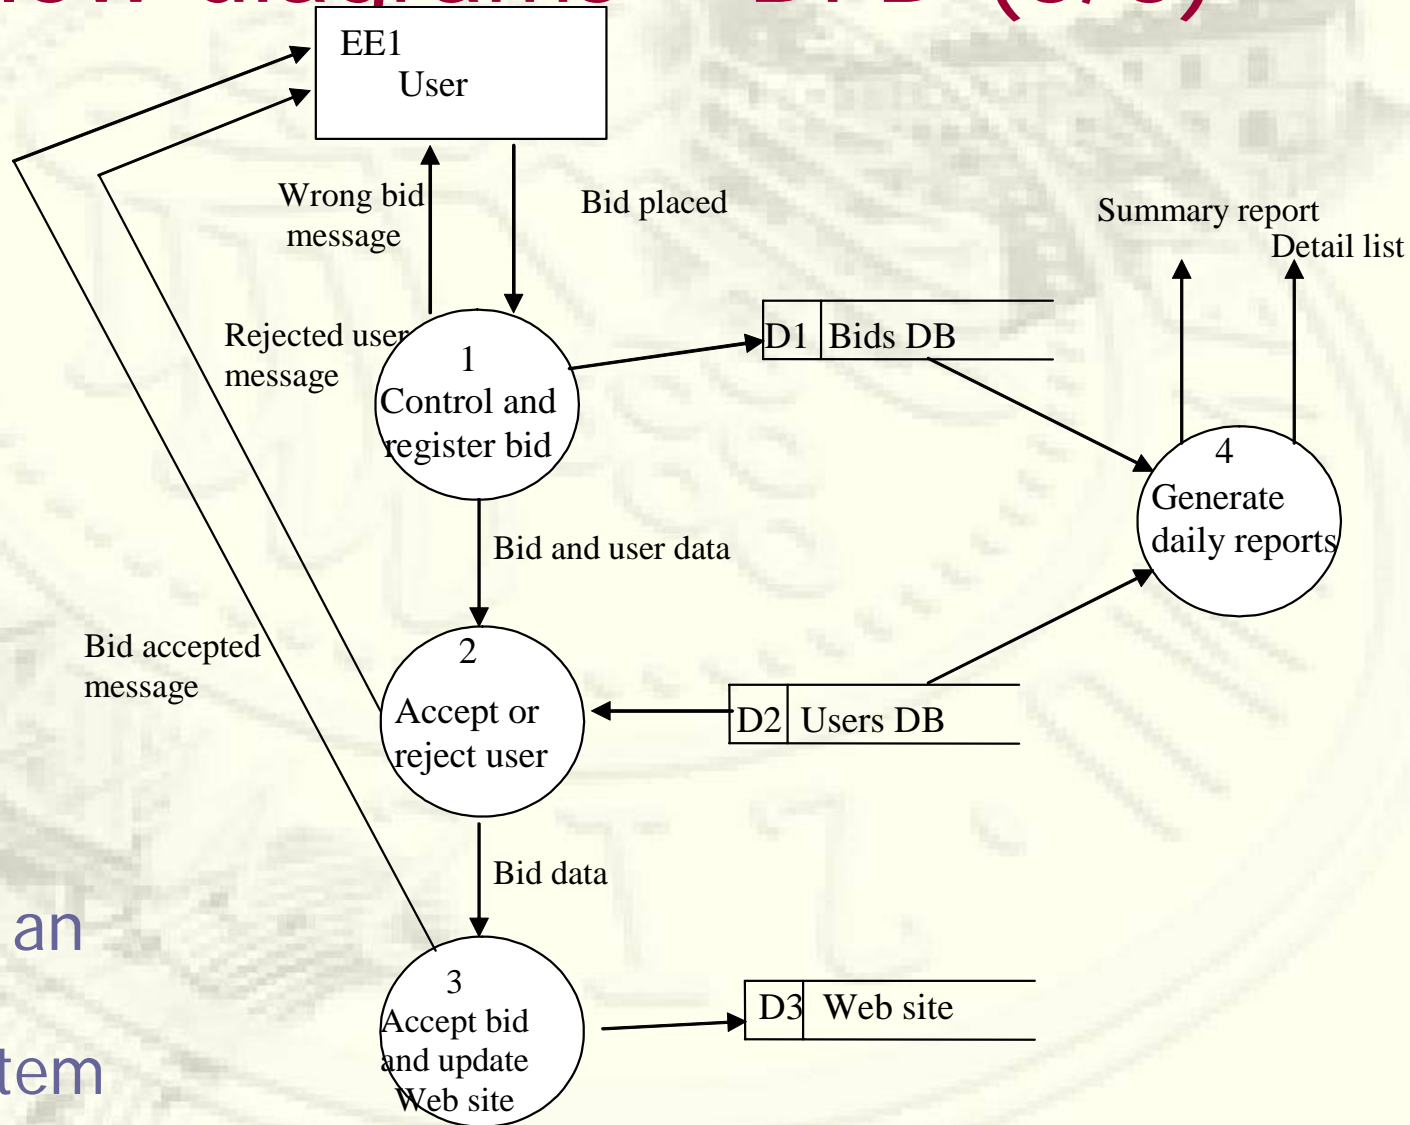 diagrams
EE1
User
Wrong bid
message
Bid placed
Summary report
Detail list
Rejected user
message
1
Control and
register bid
D1 Bids DB
4
Generate
daily reports
Bid and user data
Bid accepted
message
2
Accept or
reject user
D2 Users DB
Bid data
an
3
Accept bid
and update
Web site
D3 Web site
tem